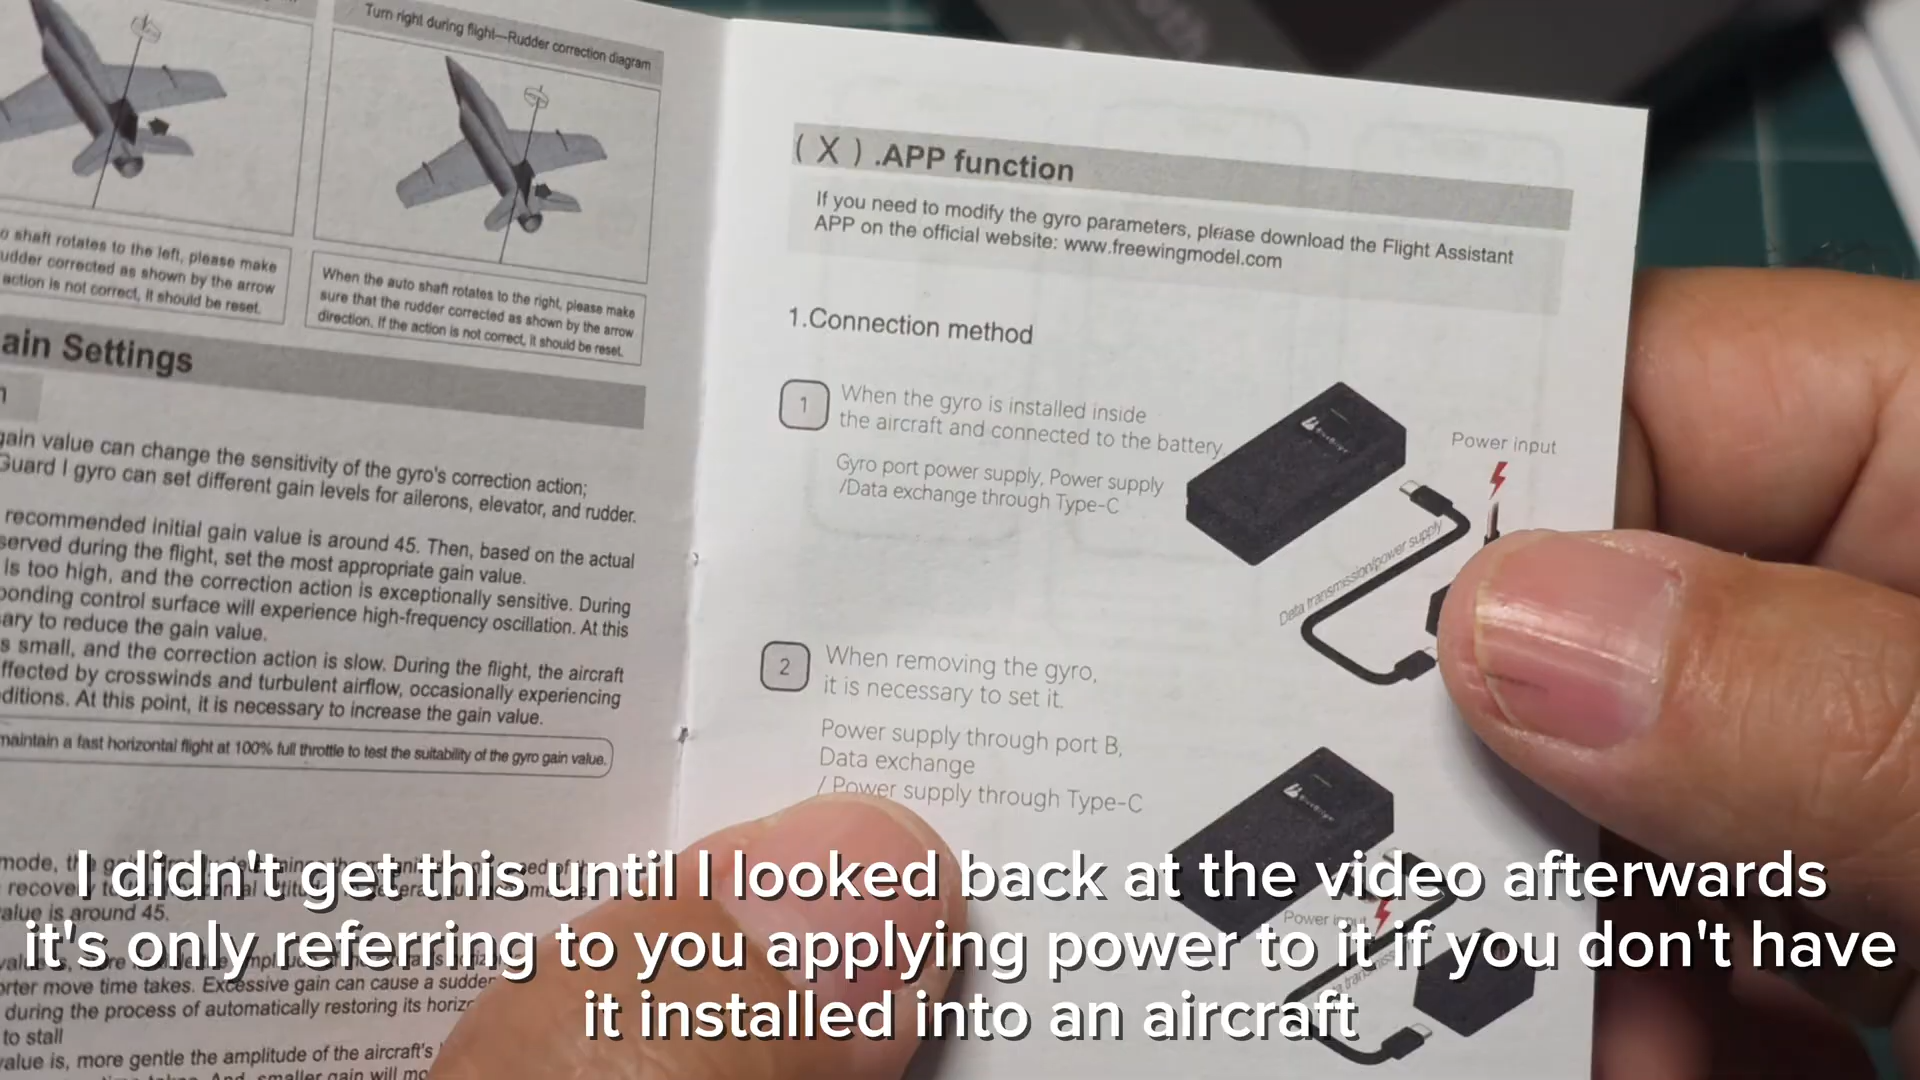 Turn right during flight—Rudder correction diagram
shaft rotates to the left, please make
rudder corrected as shown by the arrow
action is not correct, it should be reset.
When the auto shaft rotates to the right, please make
sure that the rudder corrected as shown by the arrow
direction. If the action is not correct, it should be reset.
ain Settings
gain value can change the sensitivity of the gyro's correction action;
Guard I gyro can set different gain levels for ailerons, elevator, and rudder.
recommended initial gain value is around 45. Then, based on the actual
served during the flight, set the most appropriate gain value.
is too high, and the correction action is exceptionally sensitive. During
ponding control surface will experience high-frequency oscillation. At this
ary to reduce the gain value.
s small, and the correction action is slow. During the flight, the aircraft
ffected by crosswinds and turbulent airflow, occasionally experiencing
ditions. At this point, it is necessary to increase the gain value.
maintain a fast horizontal flight at 100% full throttle to test the suitability of the gyro gain value.
mode, th
recove
alue is around 45.
orter move time takes. Excessive gain can cause a sudde
during the process of automatically restoring its horiz
to stall
value is, more gentle the amplitude of the aircraft's
( X ) .APP function
If you need to modify the gyro parameters, please download the Flight Assistant
APP on the official website: www.freewingmodel.com
1.Connection method
1
When the gyro is installed inside
the aircraft and connected to the battery
Gyro port power supply, Power supply
/Data exchange through Type-C
Power input
Data transmission/power supply
2
When removing the gyro,
it is necessary to set it.
Power supply through port B,
Data exchange
/ Power supply through Type-C
Power input
I didn't get this until I looked back at the video afterwards
it's only referring to you applying power to it if you don't have
it installed into an aircraft